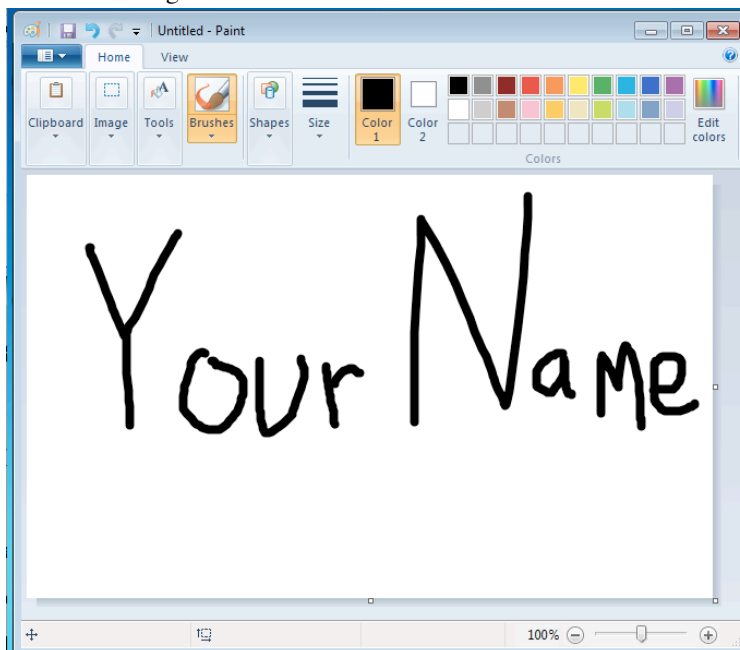 Untitled - Paint
Home View
Clipboard Image Tools Brushes Shapes Size Color 1 Color 2 Edit colors
Colors
Your Name
100%